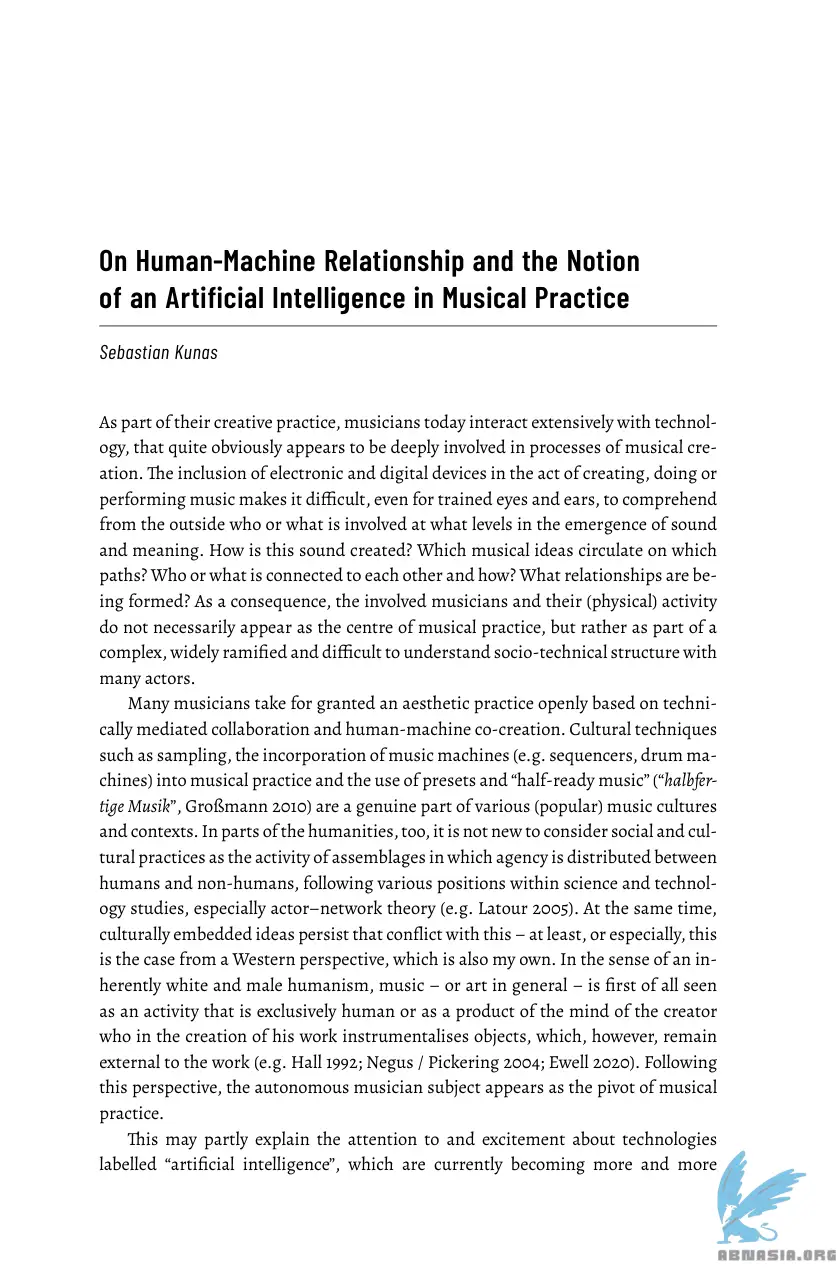 On Human-Machine Relationship and the Notion
of an Artificial Intelligence in Musical Practice
Sebastian Kunas
As part of their creative practice, musicians today interact extensively with technol-
ogy, that quite obviously appears to be deeply involved in processes of musical cre-
ation. The inclusion of electronic and digital devices in the act of creating, doing or
performing music makes it difficult, even for trained eyes and ears, to comprehend
from the outside who or what is involved at what levels in the emergence of sound
and meaning. How is this sound created? Which musical ideas circulate on which
paths? Who or what is connected to each other and how? What relationships are be-
ing formed? As a consequence, the involved musicians and their (physical) activity
do not necessarily appear as the centre of musical practice, but rather as part of a
complex, widely ramified and difficult to understand socio-technical structure with
many actors.
Many musicians take for granted an aesthetic practice openly based on techni-
cally mediated collaboration and human-machine co-creation. Cultural techniques
such as sampling, the incorporation of music machines (e.g. sequencers, drum ma-
chines) into musical practice and the use of presets and “half-ready music” (“halbfer-
tige Musik”, Großmann 2010) are a genuine part of various (popular) music cultures
and contexts. In parts of the humanities, too, it is not new to consider social and cul-
tural practices as the activity of assemblages in which agency is distributed between
humans and non-humans, following various positions within science and technol-
ogy studies, especially actor–network theory (e.g. Latour 2005). At the same time,
culturally embedded ideas persist that conflict with this – at least, or especially, this
is the case from a Western perspective, which is also my own. In the sense of an in-
herently white and male humanism, music – or art in general – is first of all seen
as an activity that is exclusively human or as a product of the mind of the creator
who in the creation of his work instrumentalises objects, which, however, remain
external to the work (e.g. Hall 1992; Negus / Pickering 2004; Ewell 2020). Following
this perspective, the autonomous musician subject appears as the pivot of musical
practice.
This may partly explain the attention to and excitement about technologies
labelled “artificial intelligence”, which are currently becoming more and more
ABNASIA.ORG